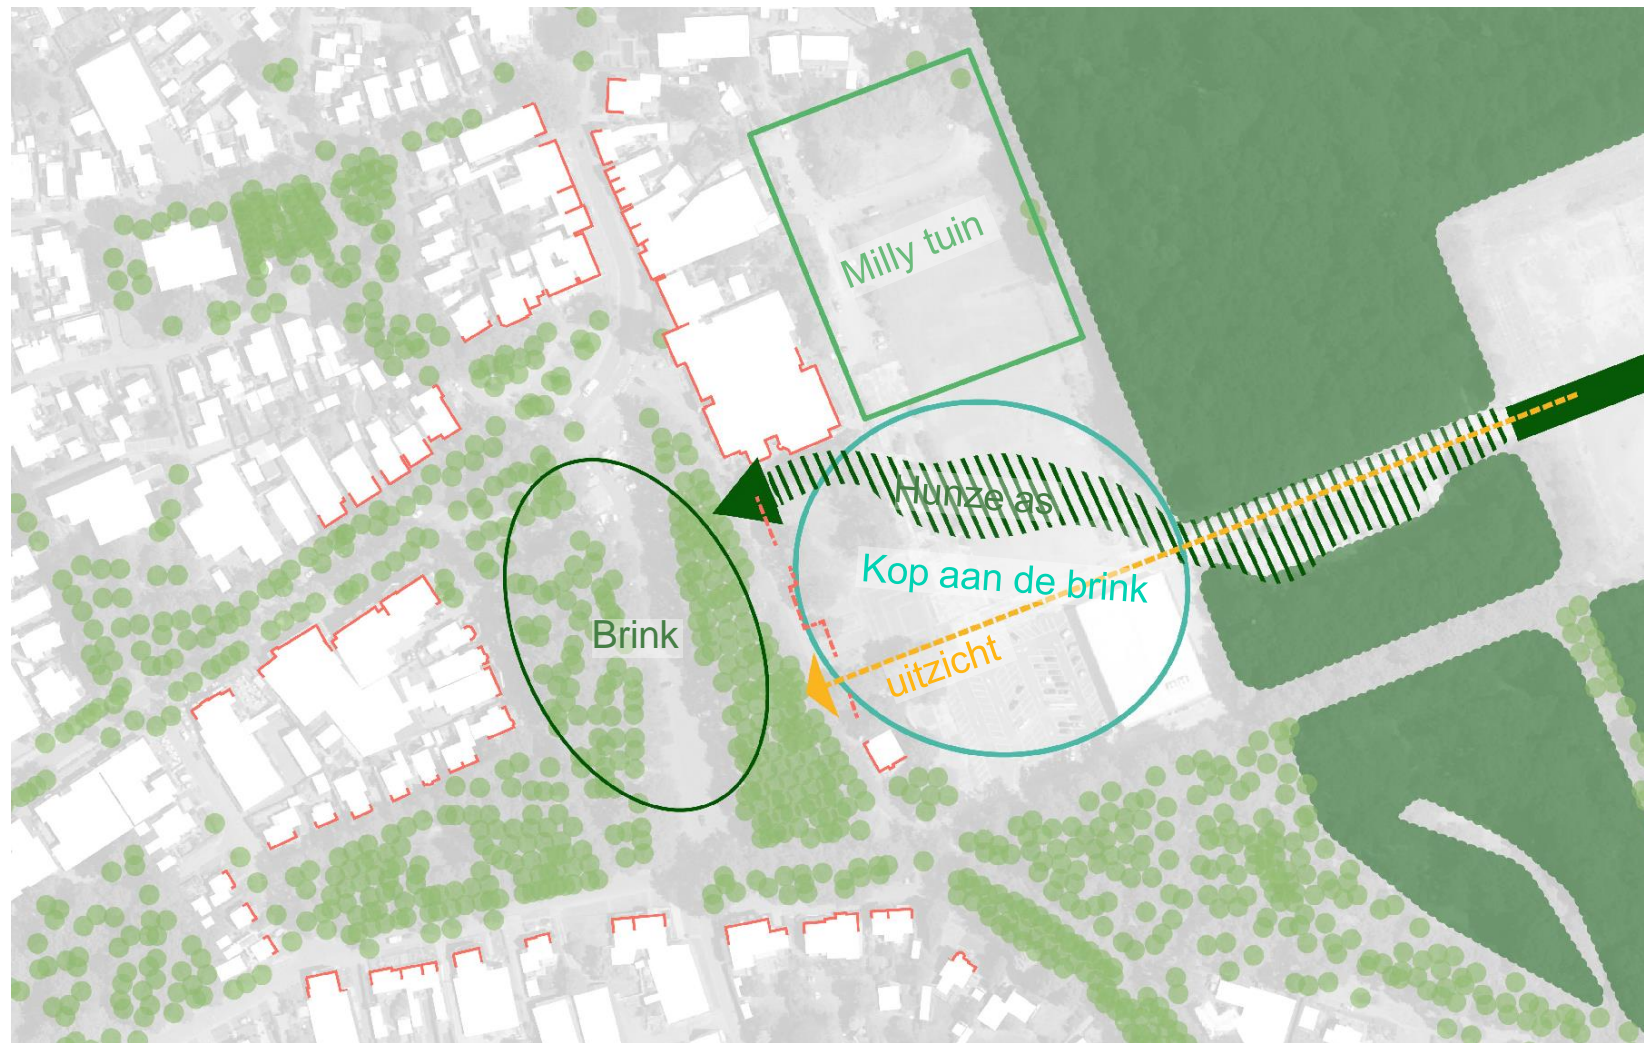 Milly tuin
Hunze as
Kop aan de brink
Brink
uitzicht